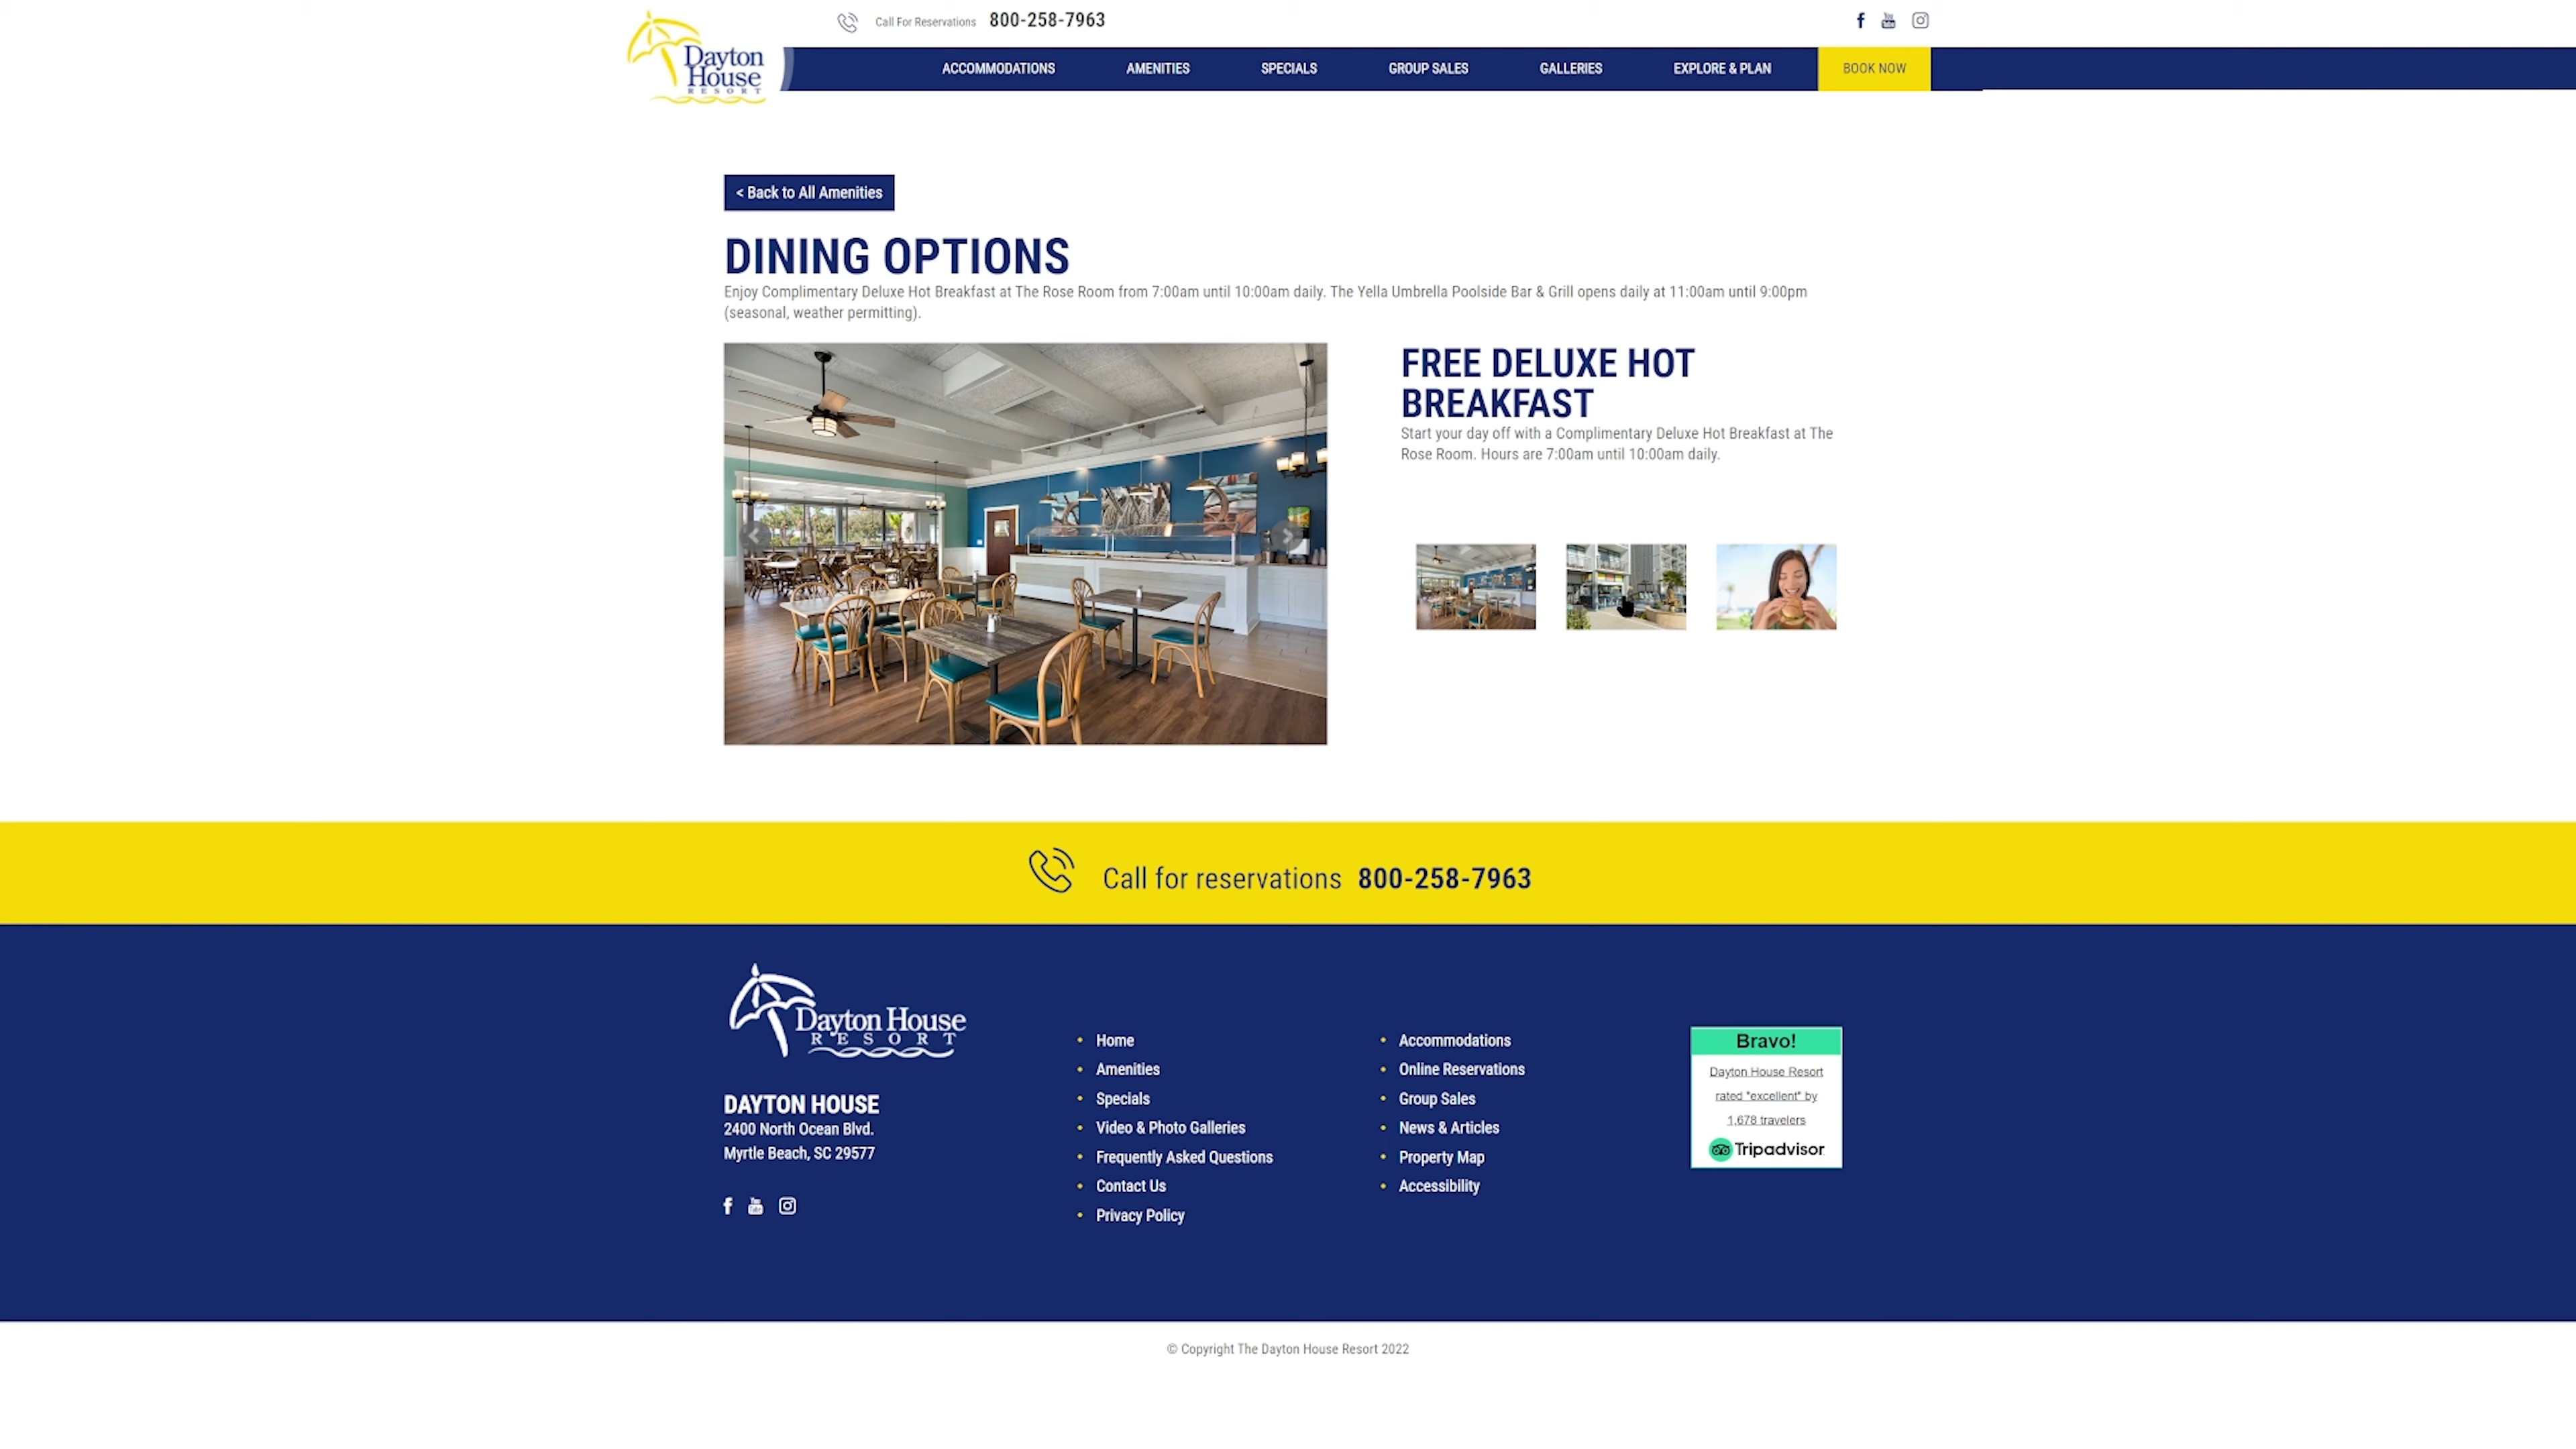 Call For Reservations 800-258-7963
Dayton
House
RESORT
ACCOMMODATIONS AMENITIES SPECIALS GROUP SALES GALLERIES EXPLORE & PLAN BOOK NOW
< Back to All Amenities
DINING OPTIONS
Enjoy Complimentary Deluxe Hot Breakfast at The Rose Room from 7:00am until 10:00am daily. The Yella Umbrella Poolside Bar & Grill opens daily at 11:00am until 9:00pm
(seasonal, weather permitting).
FREE DELUXE HOT
BREAKFAST
Start your day off with a Complimentary Deluxe Hot Breakfast at The
Rose Room. Hours are 7:00am until 10:00am daily.
Call for reservations 800-258-7963
Dayton House
RESORT
DAYTON HOUSE
2400 North Ocean Blvd.
Myrtle Beach, SC 29577
Home
Amenities
Specials
Video & Photo Galleries
Frequently Asked Questions
Contact Us
Privacy Policy
Accommodations
Online Reservations
Group Sales
News & Articles
Property Map
Accessibility
Bravo!
Dayton House Resort
rated "excellent" by
1,678 travelers
Tripadvisor
© Copyright The Dayton House Resort 2022